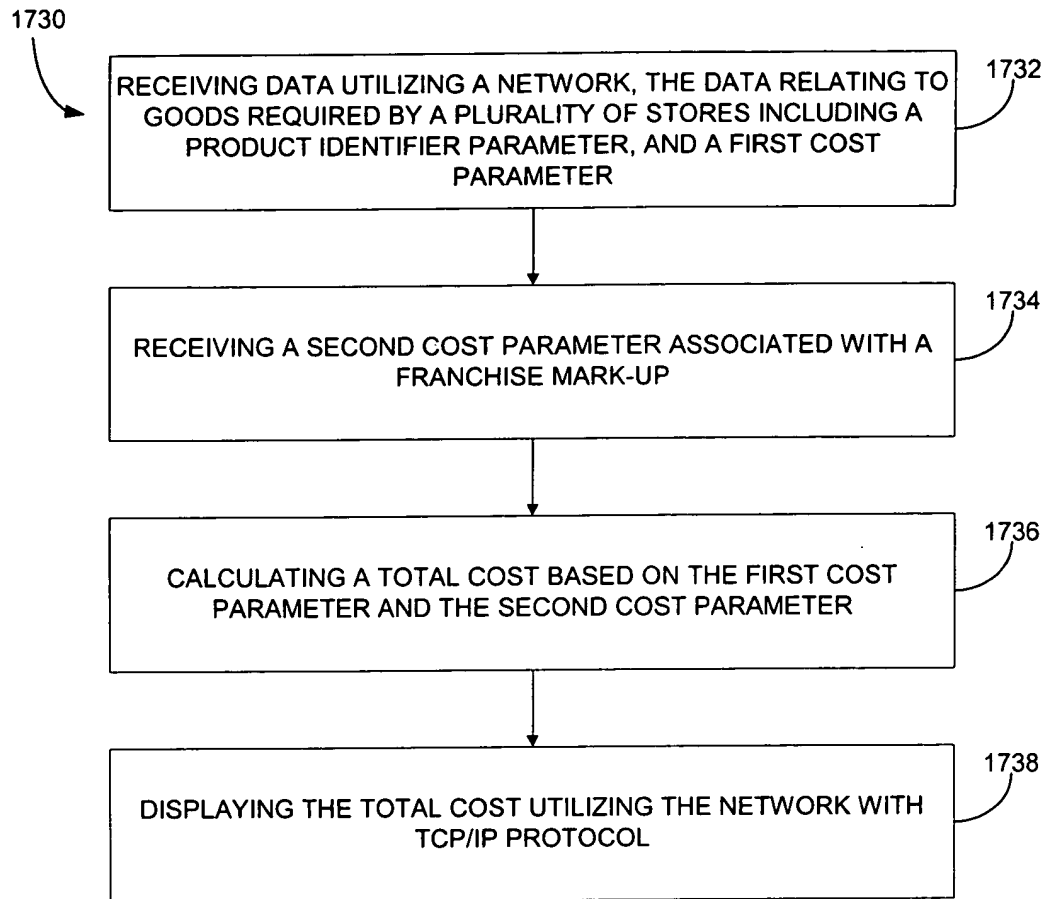 1730
1732
RECEIVING DATA UTILIZING A NETWORK, THE DATA RELATING TO
GOODS REQUIRED BY A PLURALITY OF STORES INCLUDING A
PRODUCT IDENTIFIER PARAMETER, AND A FIRST COST
PARAMETER
1734
RECEIVING A SECOND COST PARAMETER ASSOCIATED WITH A
FRANCHISE MARK-UP
1736
CALCULATING A TOTAL COST BASED ON THE FIRST COST
PARAMETER AND THE SECOND COST PARAMETER
1738
DISPLAYING THE TOTAL COST UTILIZING THE NETWORK WITH
TCP/IP PROTOCOL